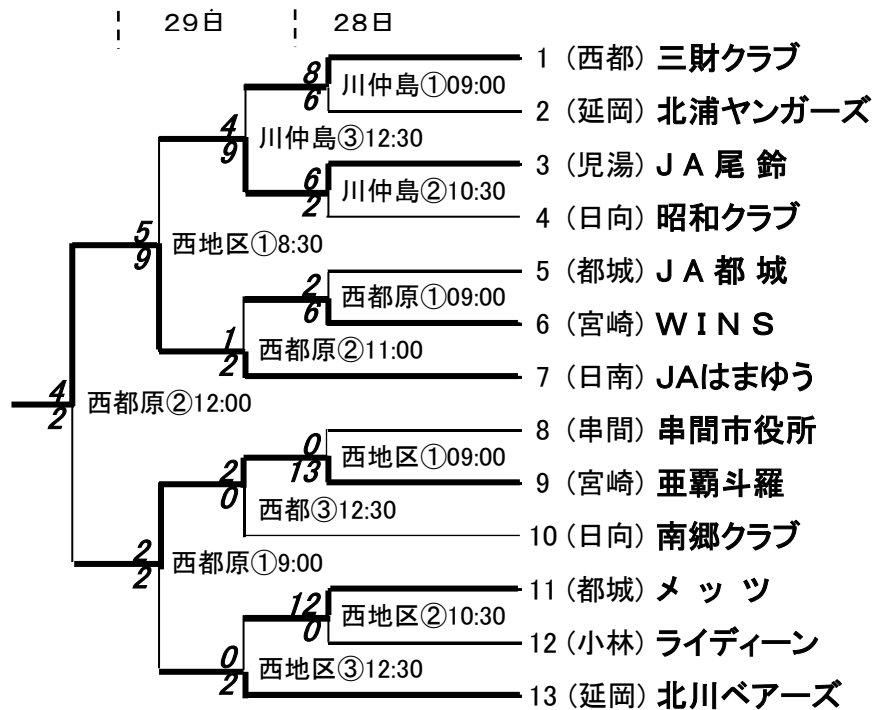 29日 28日
8 1 (西都) 三財クラブ
川仲島①09:00
6 2 (延岡) 北浦ヤンガーズ
4
川仲島③12:30
9
6 3 (児湯) JA尾鈴
川仲島②10:30
2 4 (日向) 昭和クラブ
5
西地区①8:30
9
2 5 (都城) JA都城
西都原①09:00
6 6 (宮崎) WINS
1
西都原②11:00
2 7 (日南) JAはまゆう
4
西都原②12:00
2
0 8 (串間) 串間市役所
西地区①09:00
13 9 (宮崎) 亜覇斗羅
2
0
西都③12:30
10 (日向) 南郷クラブ
2
西都原①9:00
2
12 11 (都城) メッツ
西地区②10:30
0 12 (小林) ライディーン
0
西地区③12:30
2 13 (延岡) 北川ベアーズ